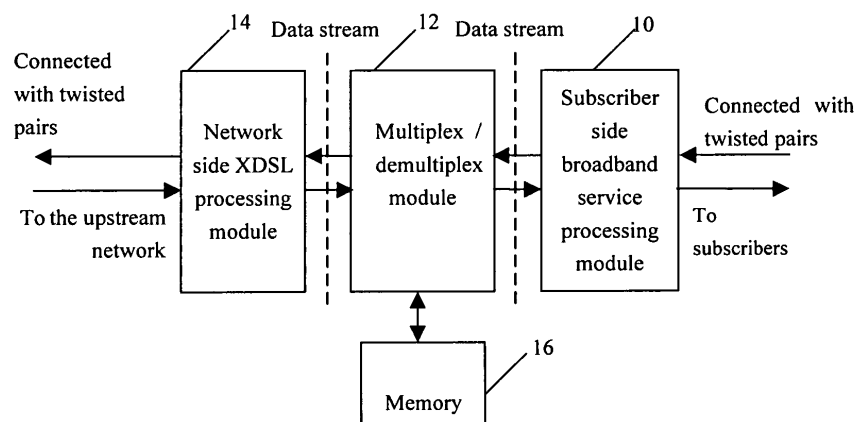 14
Data stream
12
Data stream
10
Connected
with twisted
pairs
Network
side XDSL
processing
module
Multiplex /
demultiplex
module
Subscriber
side
broadband
service
processing
module
Connected with
twisted pairs
To the upstream
network
To
subscribers
16
Memory